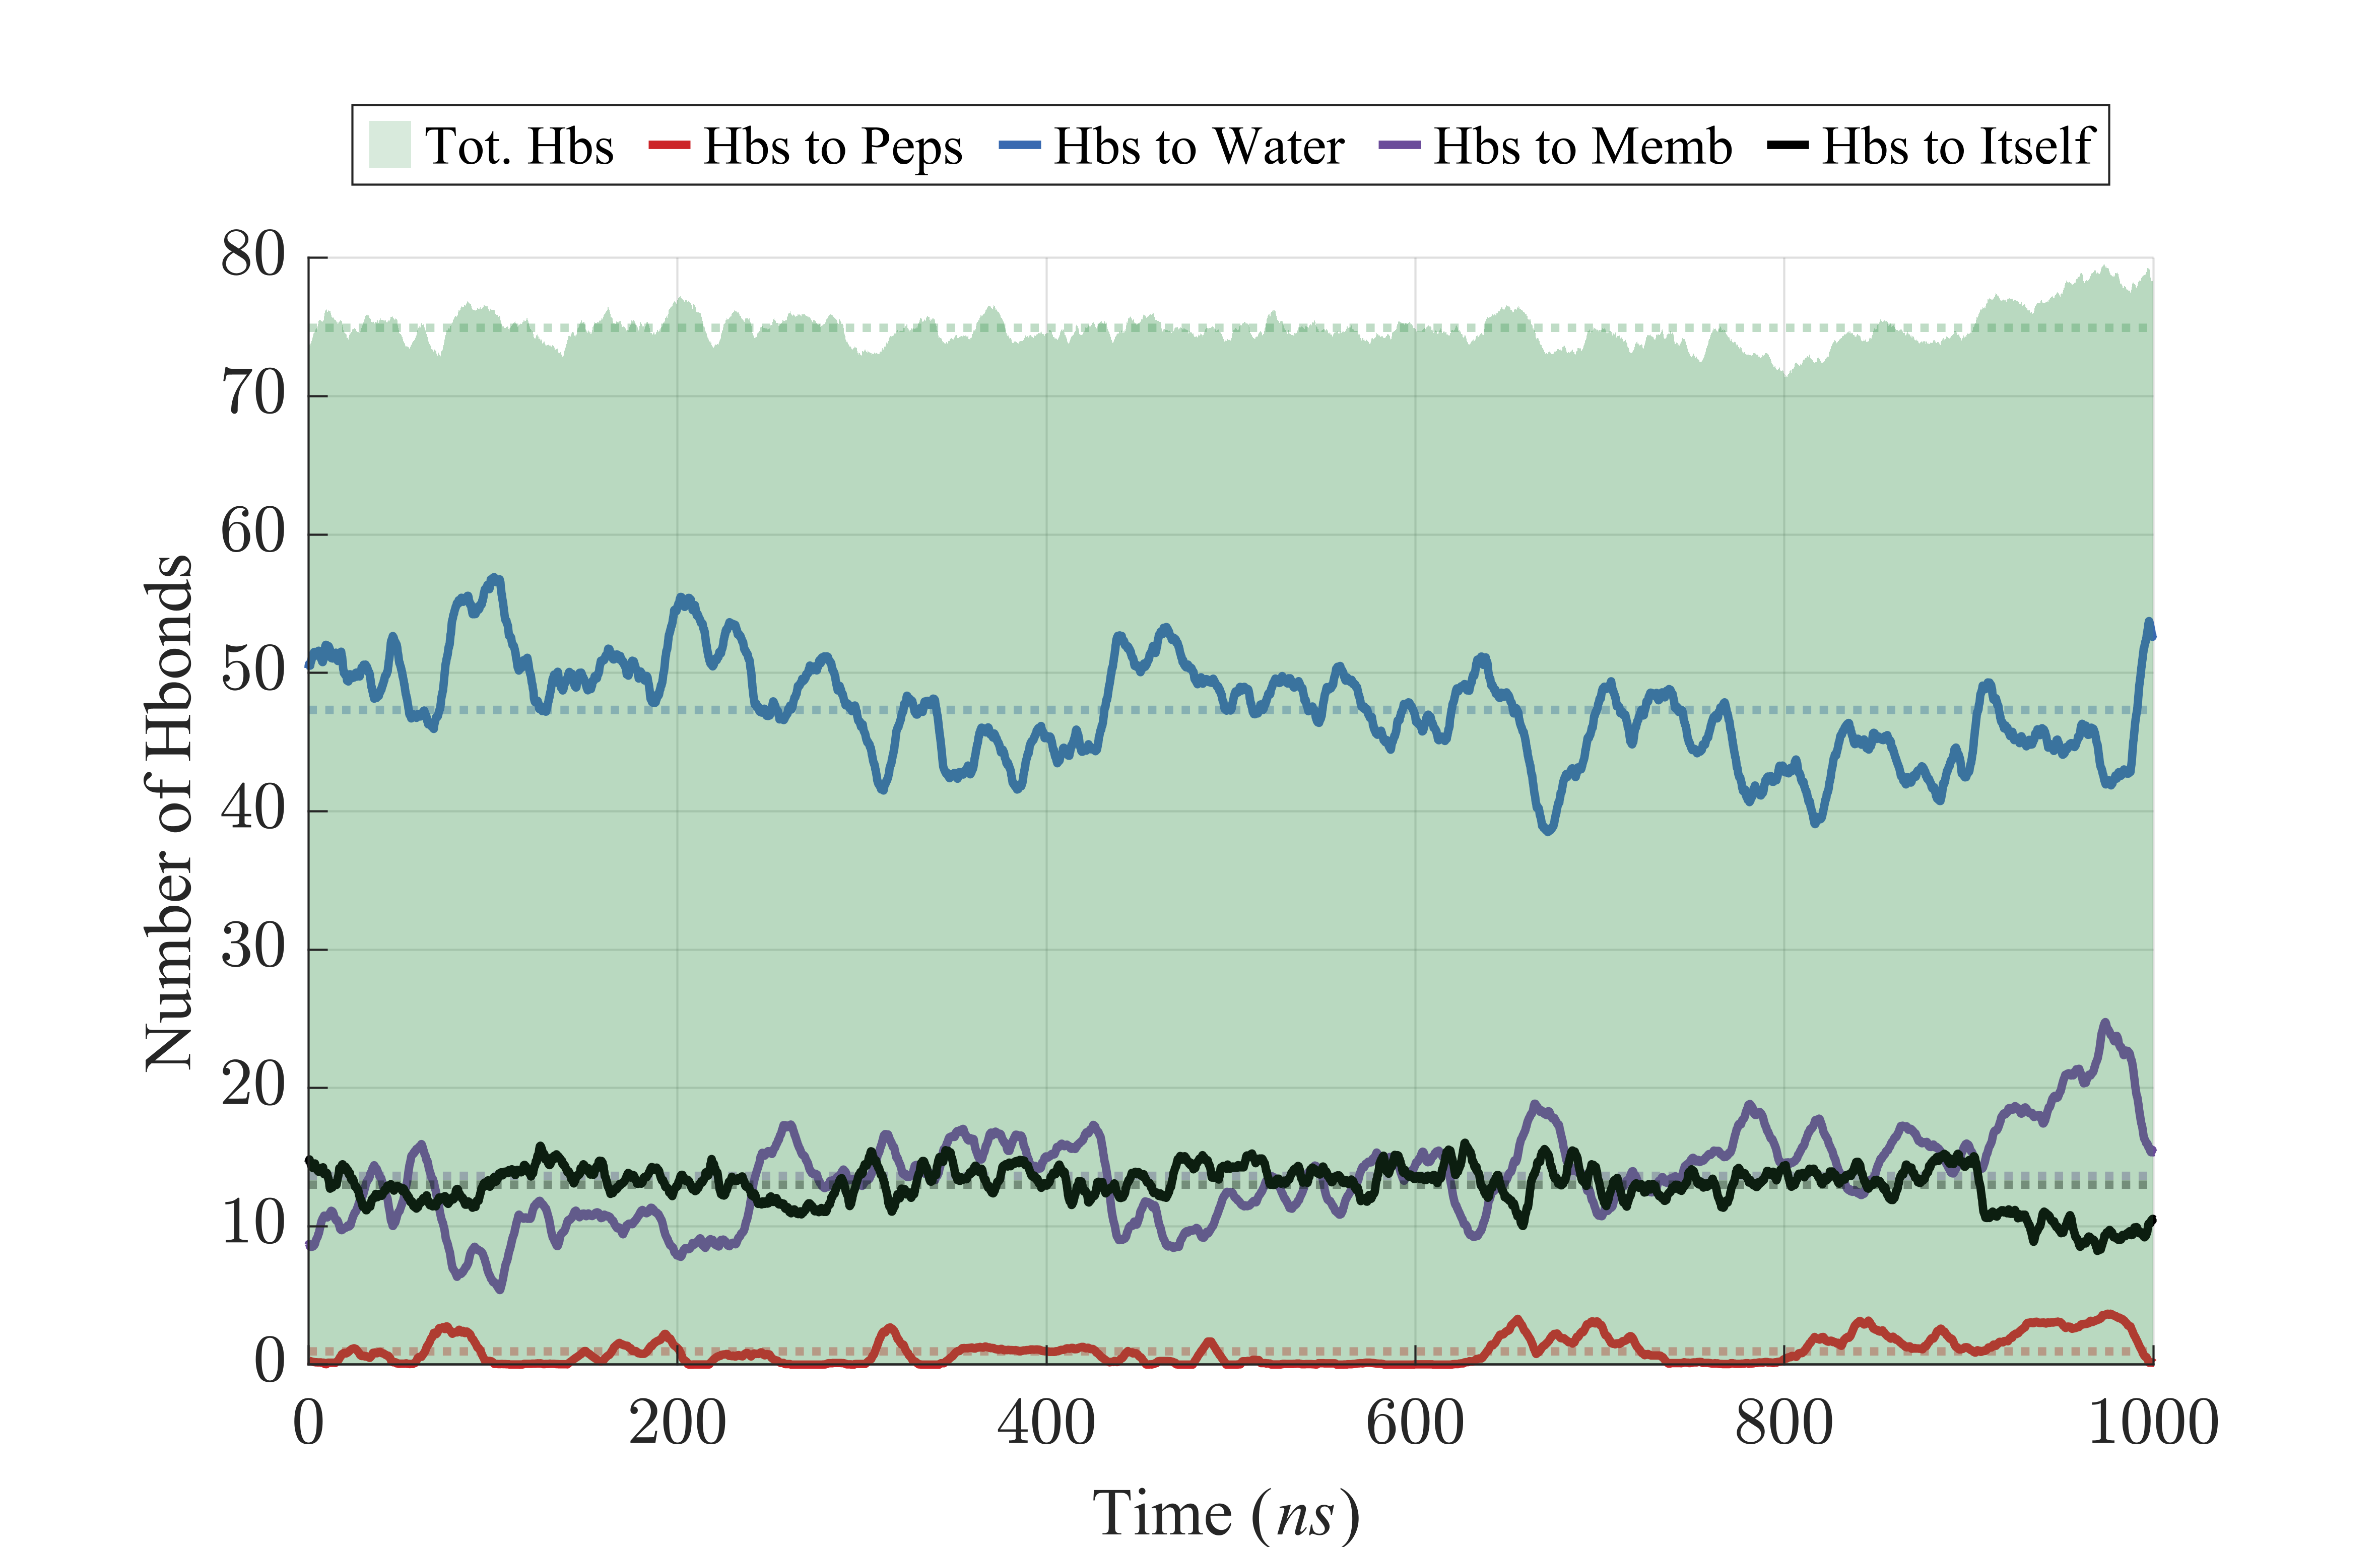 Tot. Hbs Hbs to Peps Hbs to Water Hbs to Memb Hbs to Itself
80
70
60
50
40
30
20
10
0
Number of Hbonds
0 200 400 600 800 1000
Time (ns)